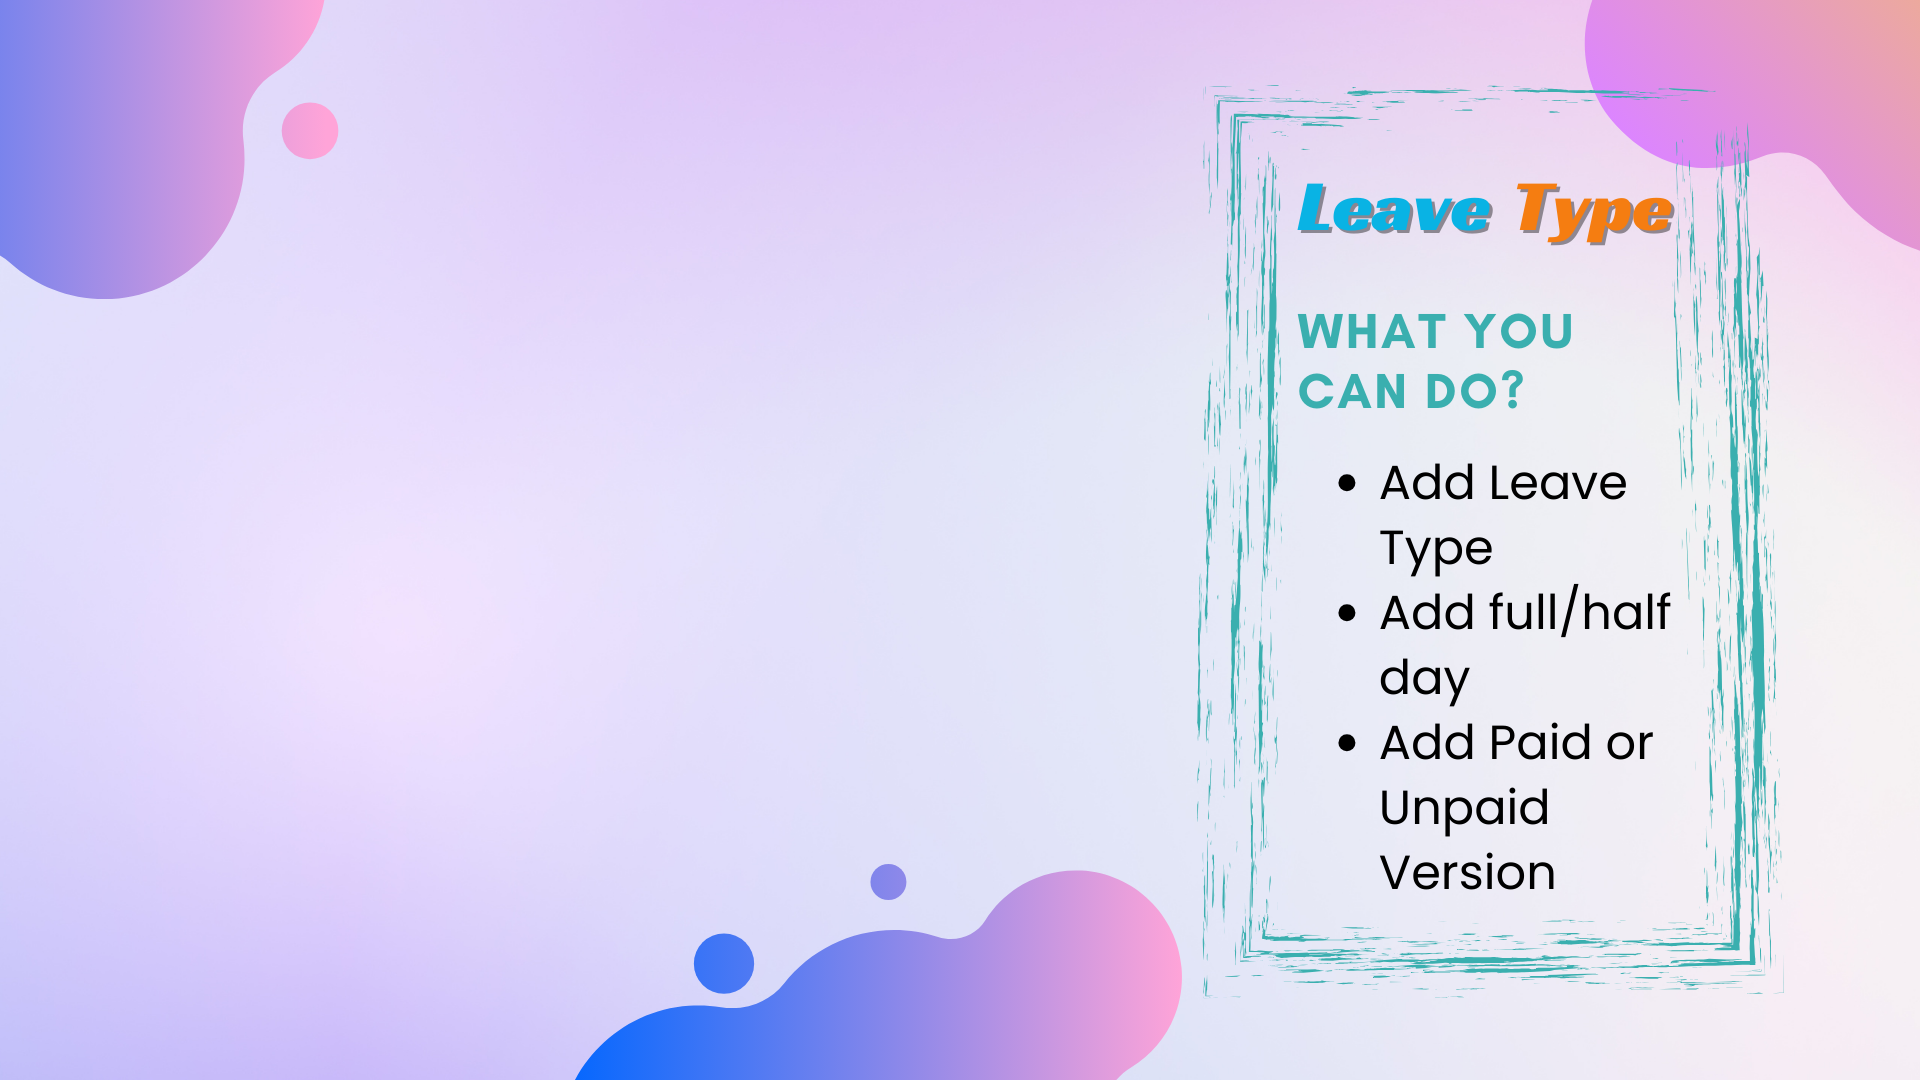 Leave Type
WHAT YOU
CAN DO?
• Add Leave
Type
• Add full/half
day
• Add Paid or
Unpaid
Version